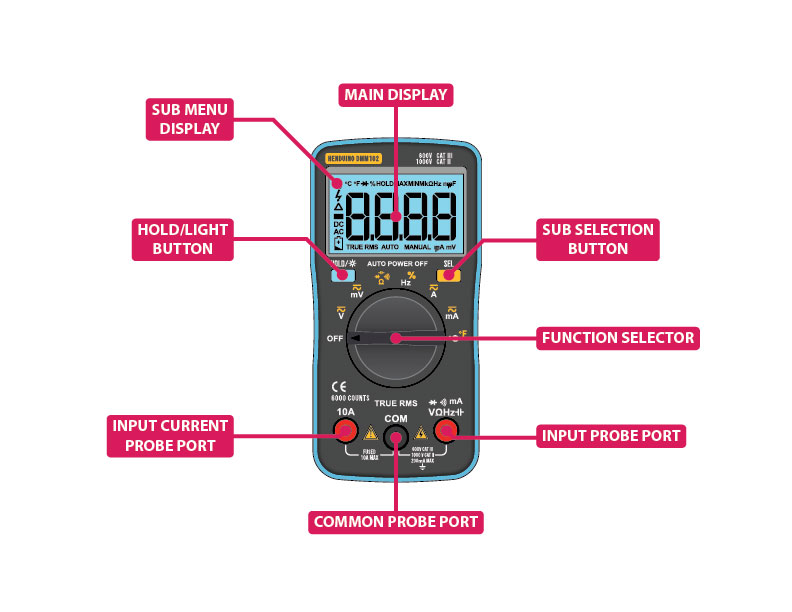 MAIN DISPLAY
SUB MENU
DISPLAY
HENDUINO DMM102
600V CAT III
1000V CAT II
°C °F % HOLD MAXMINMkΩHz nµF
DC
AC
8.8.8.8
TRUE RMS AUTO MANUAL µA mV
HOLD/LIGHT
BUTTON
SUB SELECTION
BUTTON
HOLD/
AUTO POWER OFF
SEL
Ω
Hz %
mV
A
V
mA
OFF
°F
FUNCTION SELECTOR
CE
6000 COUNTS
TRUE RMS
mA
10A
COM
VΩHz
INPUT CURRENT
PROBE PORT
INPUT PROBE PORT
FUSED
10A MAX
600V CAT III
1000 V CAT II
200mA MAX
COMMON PROBE PORT